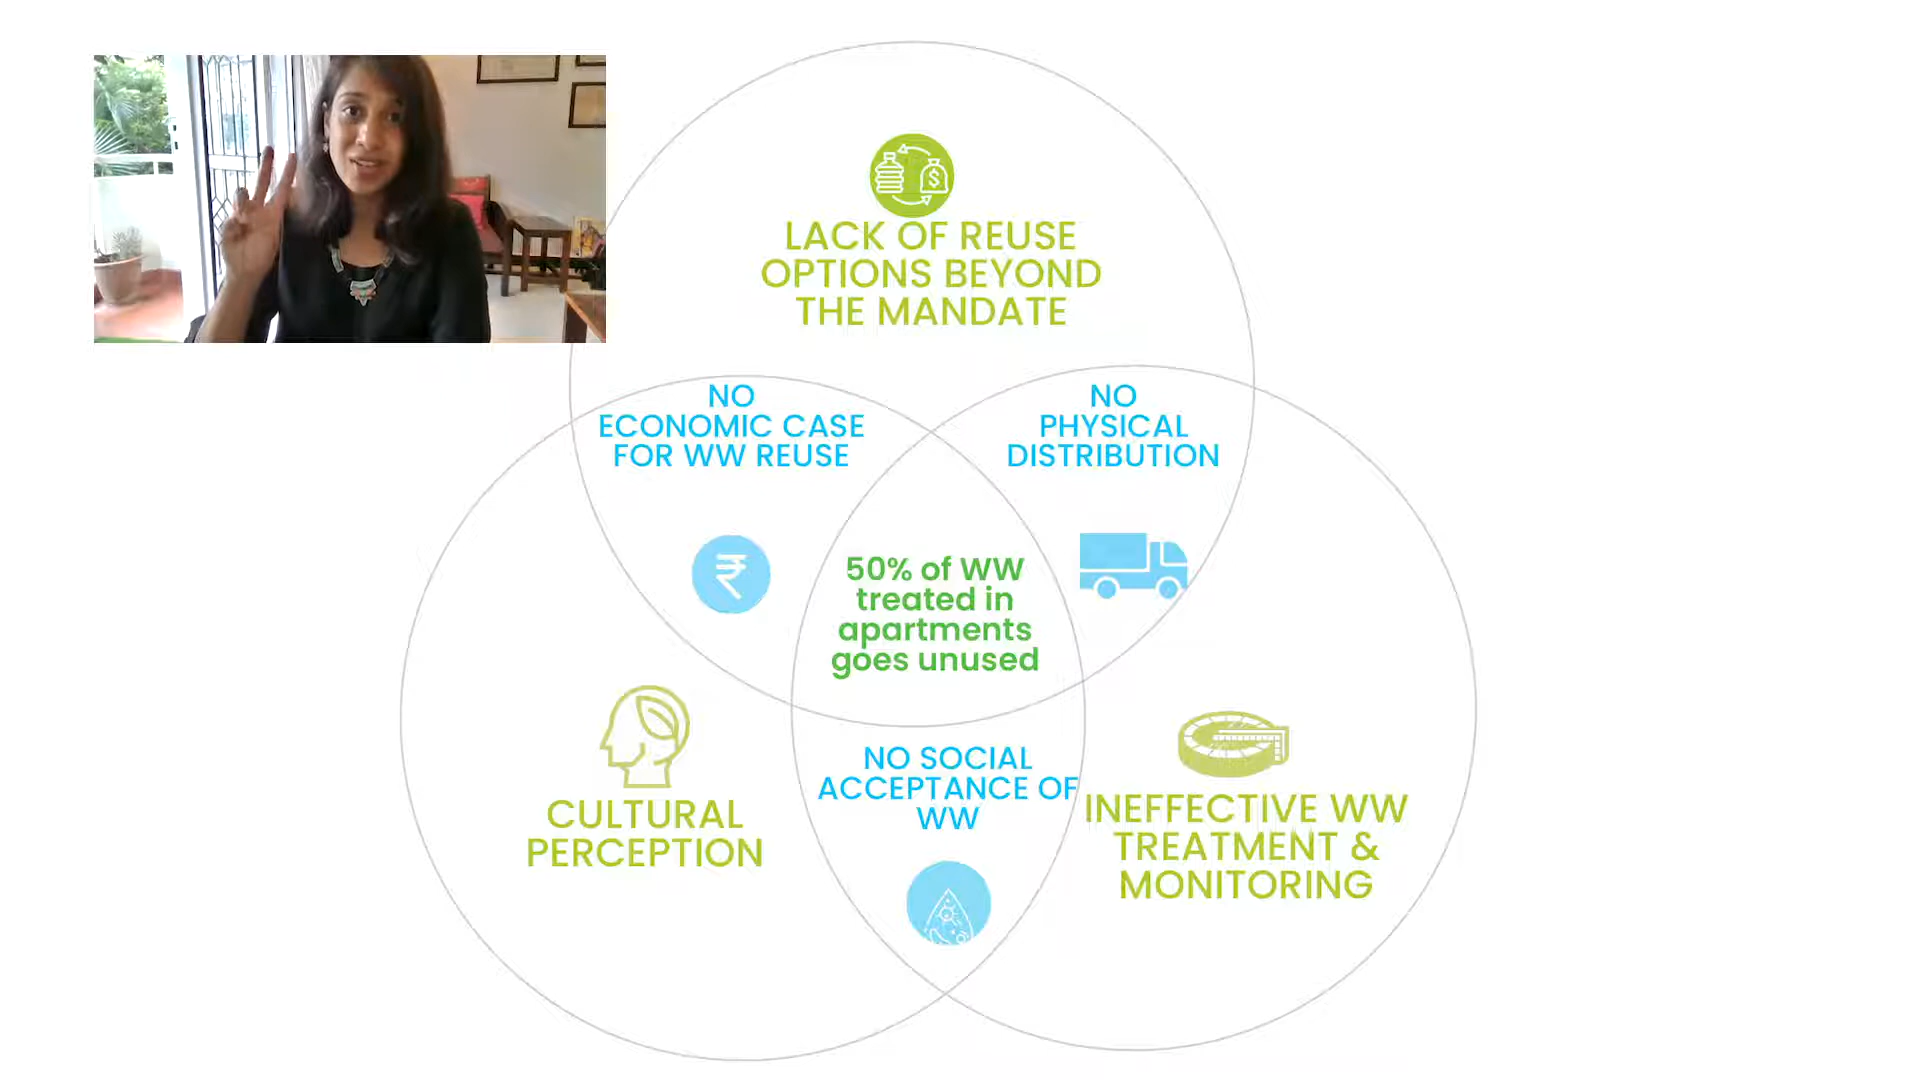 LACK OF REUSE
OPTIONS BEYOND
THE MANDATE
NO
ECONOMIC CASE
FOR WW REUSE
NO
PHYSICAL
DISTRIBUTION
₹
50% of WW
treated in
apartments
goes unused
CULTURAL
PERCEPTION
NO SOCIAL
ACCEPTANCE OF
WW
INEFFECTIVE WW
TREATMENT &
MONITORING